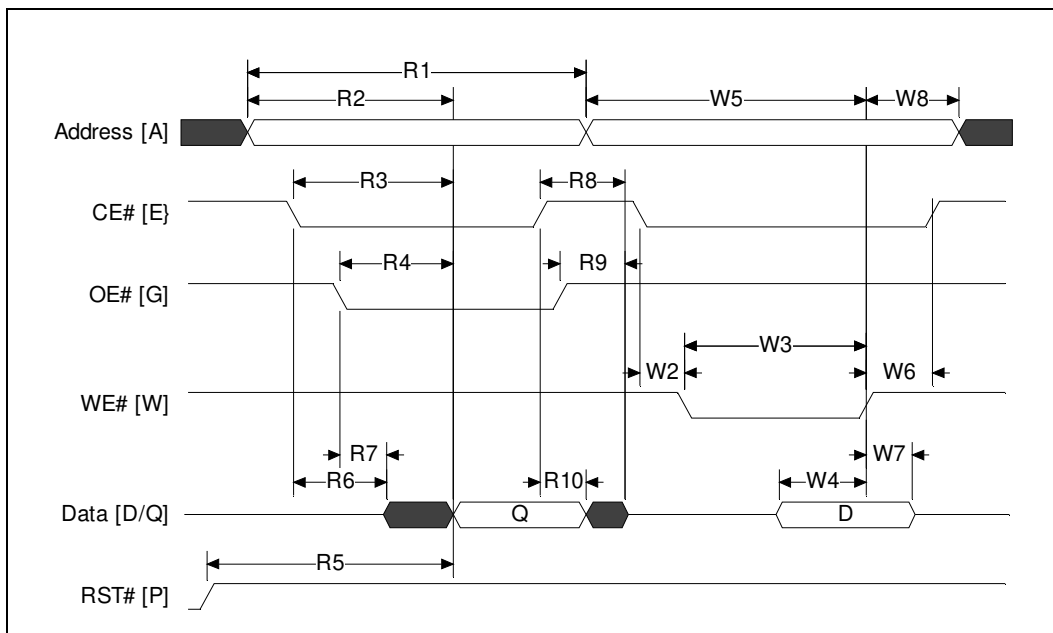 R1
R2
W5
W8
Address [A]
R3
R8
CE# [E}
R4
R9
OE# [G]
W3
W2
W6
WE# [W]
R7
W7
R6
R10
W4
Data [D/Q]
Q
D
R5
RST# [P]